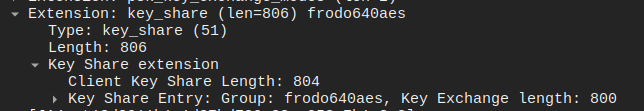 Extension: key_share (len=806) frodo640aes
Type: key_share (51)
Length: 806
Key Share extension
Client Key Share Length: 804
Key Share Entry: Group: frodo640aes, Key Exchange length: 800